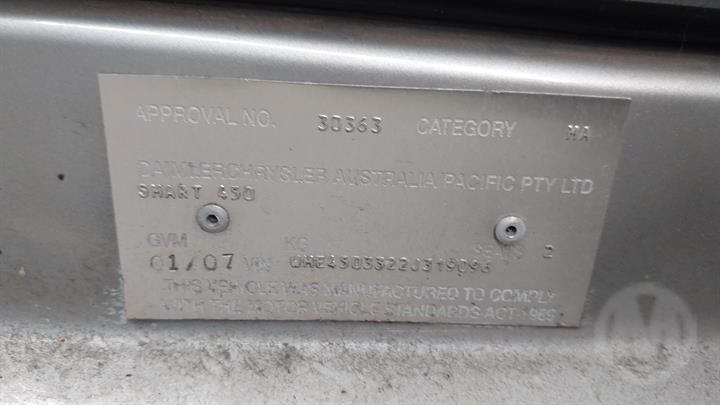 APPROVAL NO. 30363 CATEGORY MA
DAIMLERCHRYSLER AUSTRALIA/PACIFIC PTY LTD
SMART 450
GVM KG SEATS 2
01/07 VIN
THIS VEHICLE WAS MANUFACTURED TO COMPLY
WITH THE MOTOR VEHICLE STANDARDS ACT 1989
M